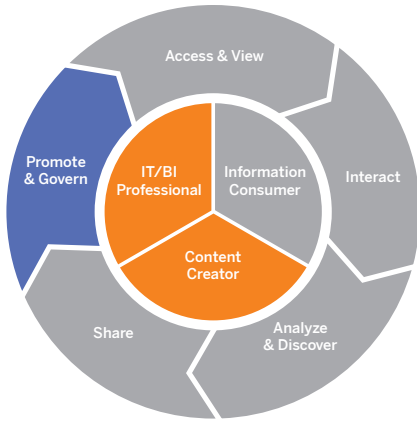 Access & View
Promote
& Govern
IT/BI
Professional
Information
Consumer
Interact
Content
Creator
Share
Analyze
& Discover